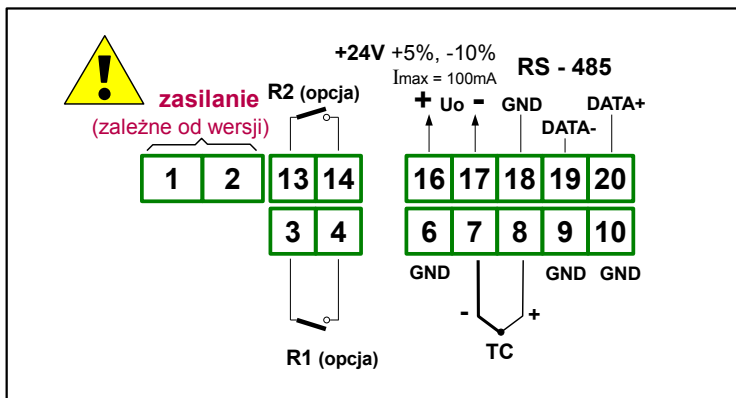 +24V +5%, -10%
Imax = 100mA
RS - 485
zasilanie
(zależne od wersji)
R2 (opcja)
+ Uo -
GND
DATA-
DATA+
1 2 13 14 16 17 18 19 20
3 4 6 7 8 9 10
GND
GND GND
- +
TC
R1 (opcja)